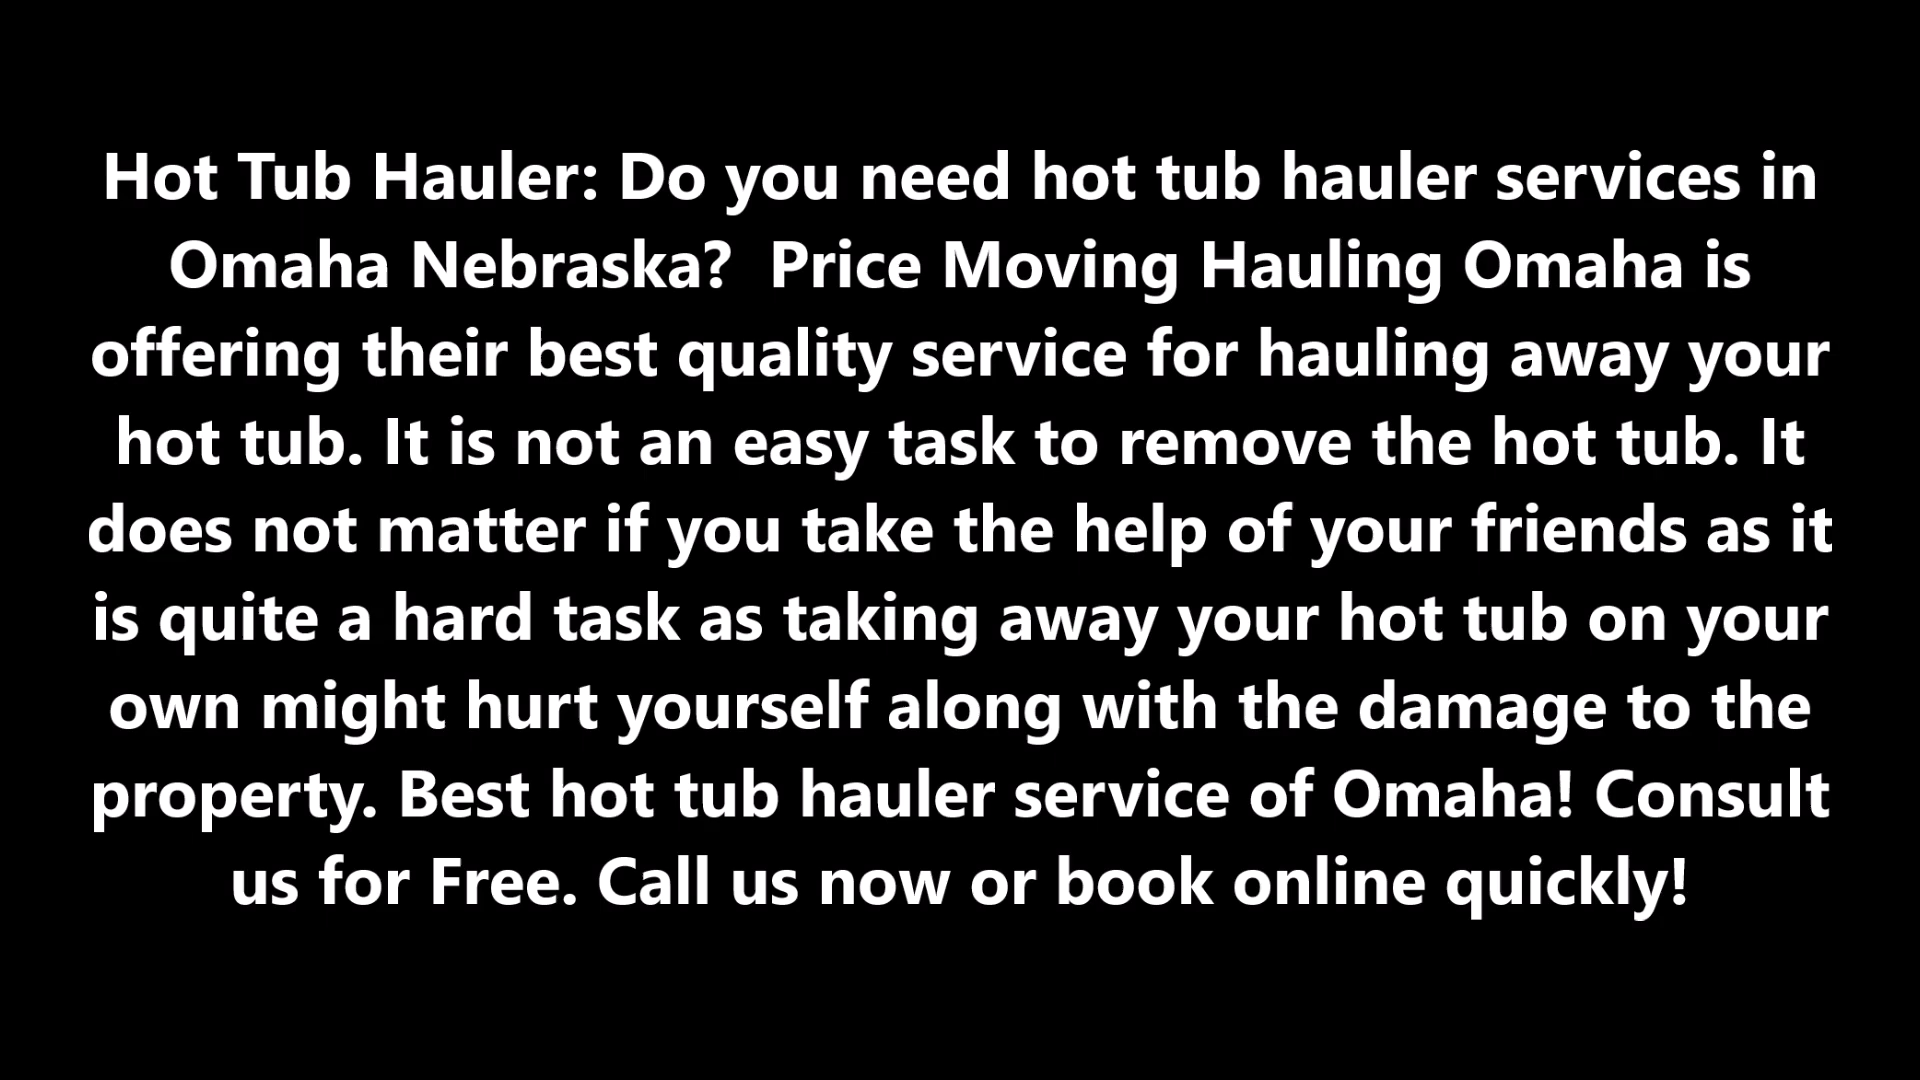 Hot Tub Hauler: Do you need hot tub hauler services in
Omaha Nebraska?  Price Moving Hauling Omaha is
offering their best quality service for hauling away your
hot tub. It is not an easy task to remove the hot tub. It
does not matter if you take the help of your friends as it
is quite a hard task as taking away your hot tub on your
own might hurt yourself along with the damage to the
property. Best hot tub hauler service of Omaha! Consult
us for Free. Call us now or book online quickly!